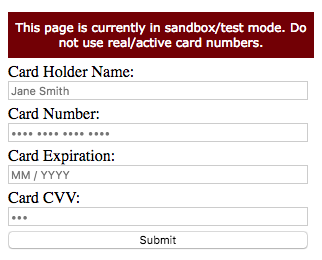 This page is currently in sandbox/test mode. Do
not use real/active card numbers.
Card Holder Name:
Jane Smith
Card Number:
•••• •••• •••• ••••
Card Expiration:
MM / YYYY
Card CVV:
•••
Submit